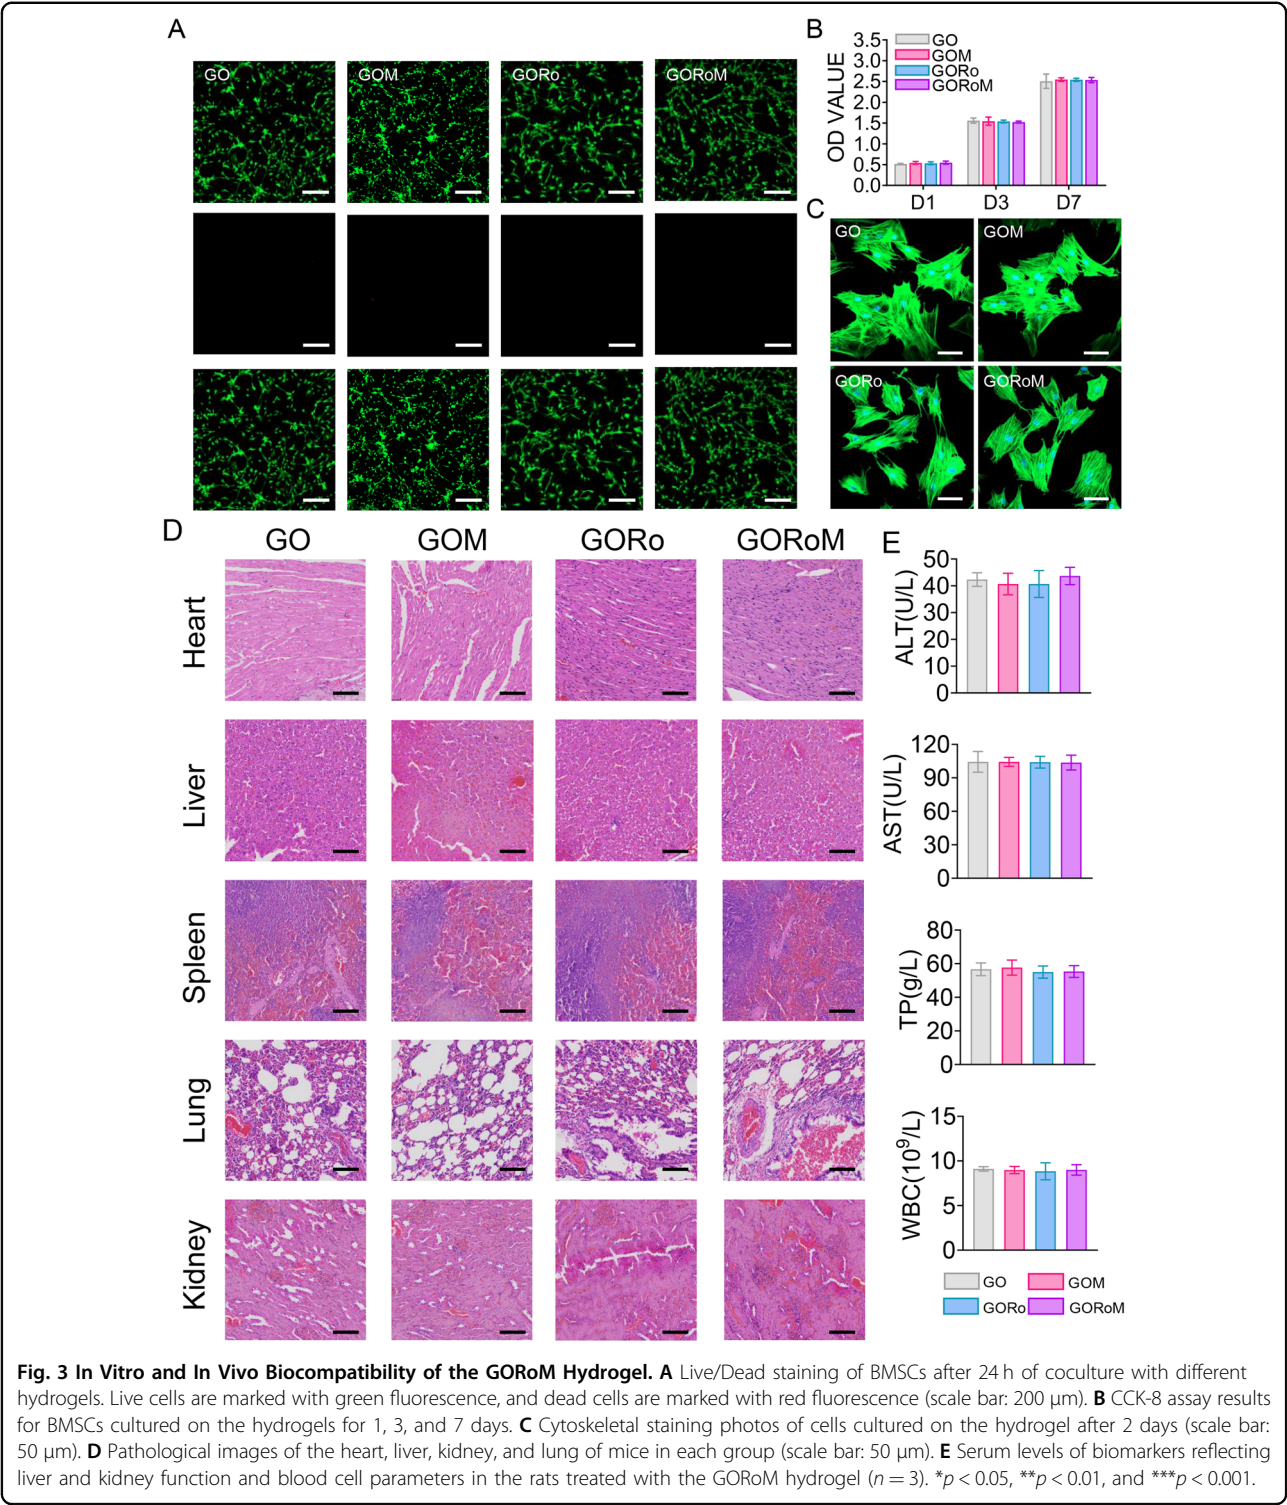 A
GO
GOM
GORo
GORoM
B
OD VALUE
3.5
3.0
2.5
2.0
1.5
1.0
0.5
0.0
GO
GOM
GORo
GORoM
D1 D3 D7
C
GO
GOM
GORo
GORoM
D
GO GOM GORo GORoM
Heart
Liver
Spleen
Lung
Kidney
E
ALT(U/L)
50
40
30
20
10
0
AST(U/L)
120
90
60
30
0
TP(g/L)
80
60
40
20
0
WBC(10⁹/L)
15
10
5
0
GO GOM
GORo GORoM
Fig. 3 In Vitro and In Vivo Biocompatibility of the GORoM Hydrogel. A Live/Dead staining of BMSCs after 24 h of coculture with different
hydrogels. Live cells are marked with green fluorescence, and dead cells are marked with red fluorescence (scale bar: 200 μm). B CCK-8 assay results
for BMSCs cultured on the hydrogels for 1, 3, and 7 days. C Cytoskeletal staining photos of cells cultured on the hydrogel after 2 days (scale bar:
50 μm). D Pathological images of the heart, liver, kidney, and lung of mice in each group (scale bar: 50 μm). E Serum levels of biomarkers reflecting
liver and kidney function and blood cell parameters in the rats treated with the GORoM hydrogel (n = 3). *p < 0.05, **p < 0.01, and ***p < 0.001.